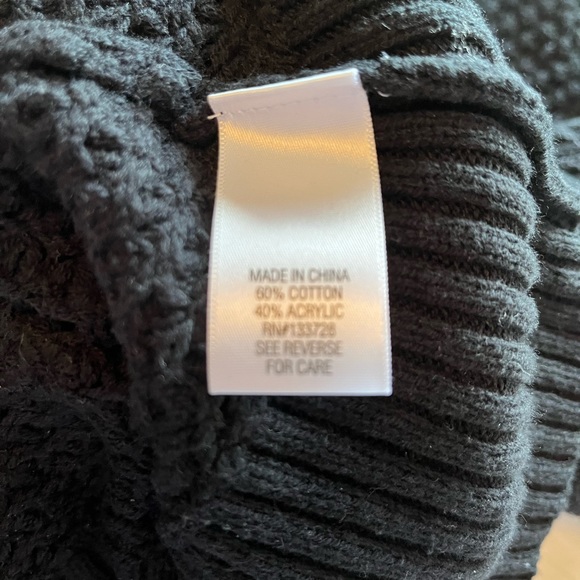 MADE IN CHINA
60% COTTON
40% ACRYLIC
RN#133728
SEE REVERSE
FOR CARE